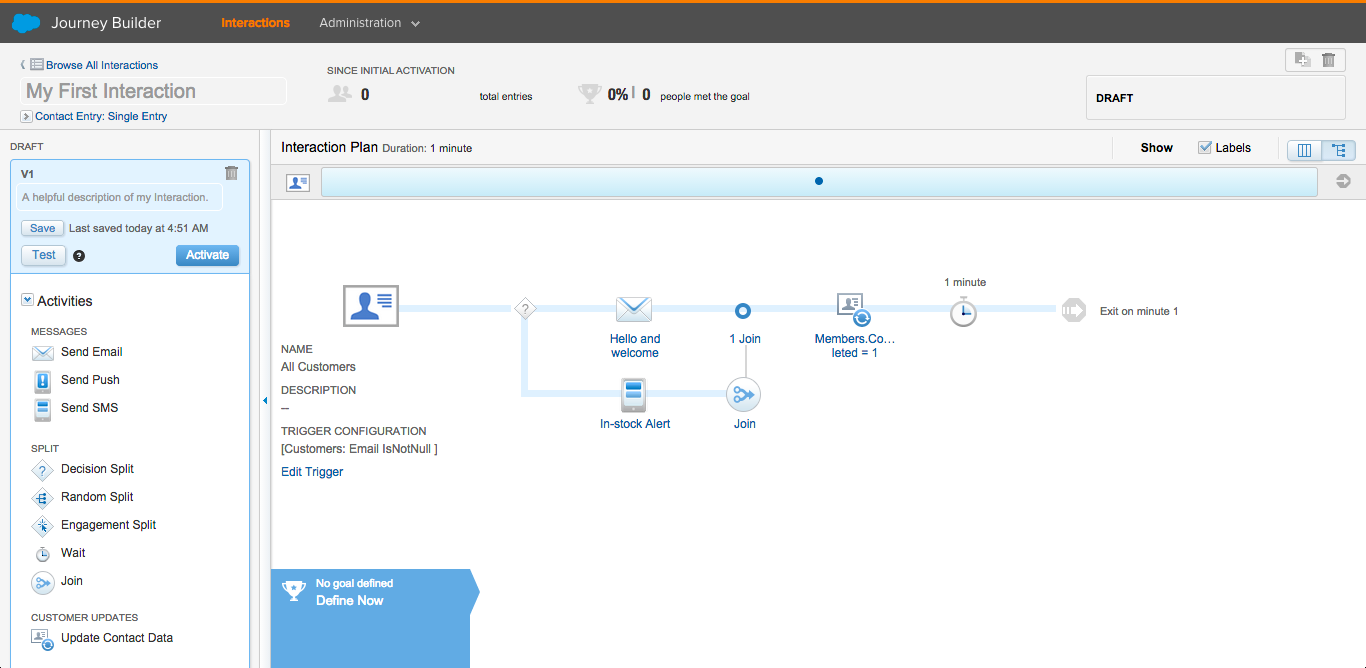 Journey Builder
Interactions
Administration
Browse All Interactions
My First Interaction
Contact Entry: Single Entry
SINCE INITIAL ACTIVATION
0
total entries
0%
0
people met the goal
DRAFT
DRAFT
V1
A helpful description of my Interaction.
Save
Last saved today at 4:51 AM
Test
?
Activate
Activities
MESSAGES
Send Email
Send Push
Send SMS
SPLIT
Decision Split
Random Split
Engagement Split
Wait
Join
CUSTOMER UPDATES
Update Contact Data
Interaction Plan Duration: 1 minute
Show
Labels
NAME
All Customers
DESCRIPTION
--
TRIGGER CONFIGURATION
[Customers: Email IsNotNull ]
Edit Trigger
?
Hello and
welcome
1 Join
Members.Co...
leted = 1
1 minute
Exit on minute 1
In-stock Alert
Join
No goal defined
Define Now